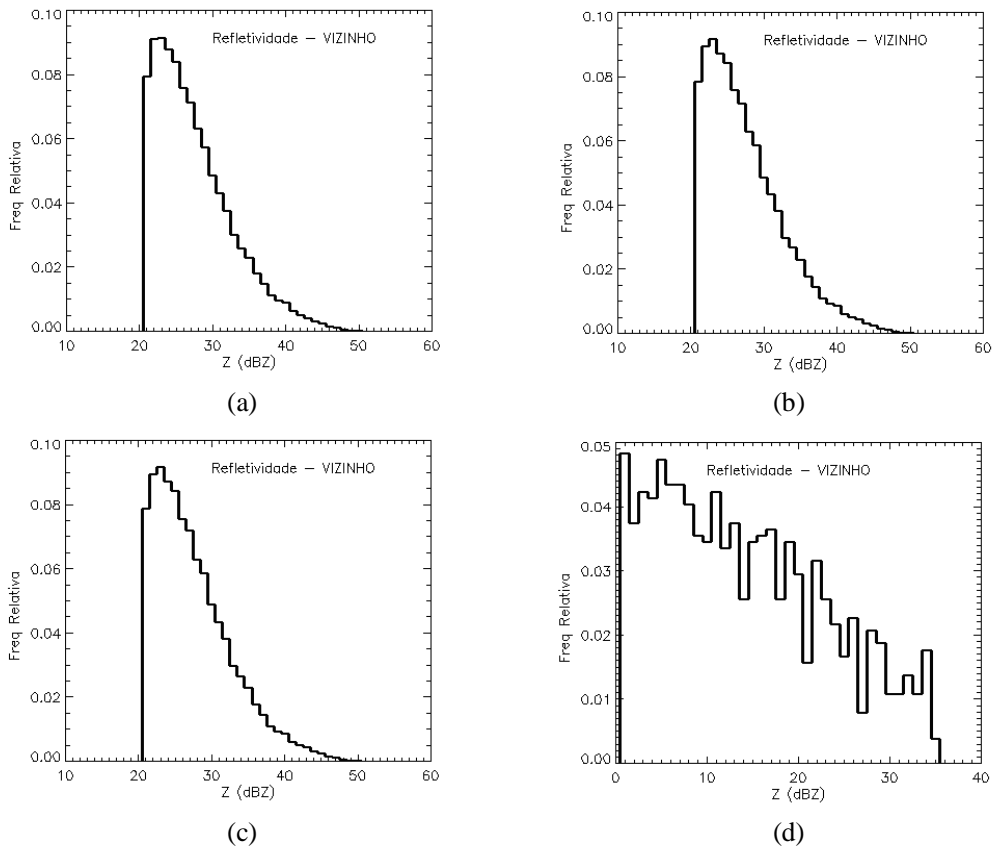 0.10
0.08
0.06
0.04
0.02
0.00
Freq Relativa
Refletividade – VIZINHO
10 20 30 40 50 60
Z (dBZ)
(a)
0.10
0.08
0.06
0.04
0.02
0.00
Freq Relativa
Refletividade – VIZINHO
10 20 30 40 50 60
Z (dBZ)
(b)
0.10
0.08
0.06
0.04
0.02
0.00
Freq Relativa
Refletividade – VIZINHO
10 20 30 40 50 60
Z (dBZ)
(c)
0.05
0.04
0.03
0.02
0.01
0.00
Freq Relativa
Refletividade – VIZINHO
0 10 20 30 40
Z (dBZ)
(d)